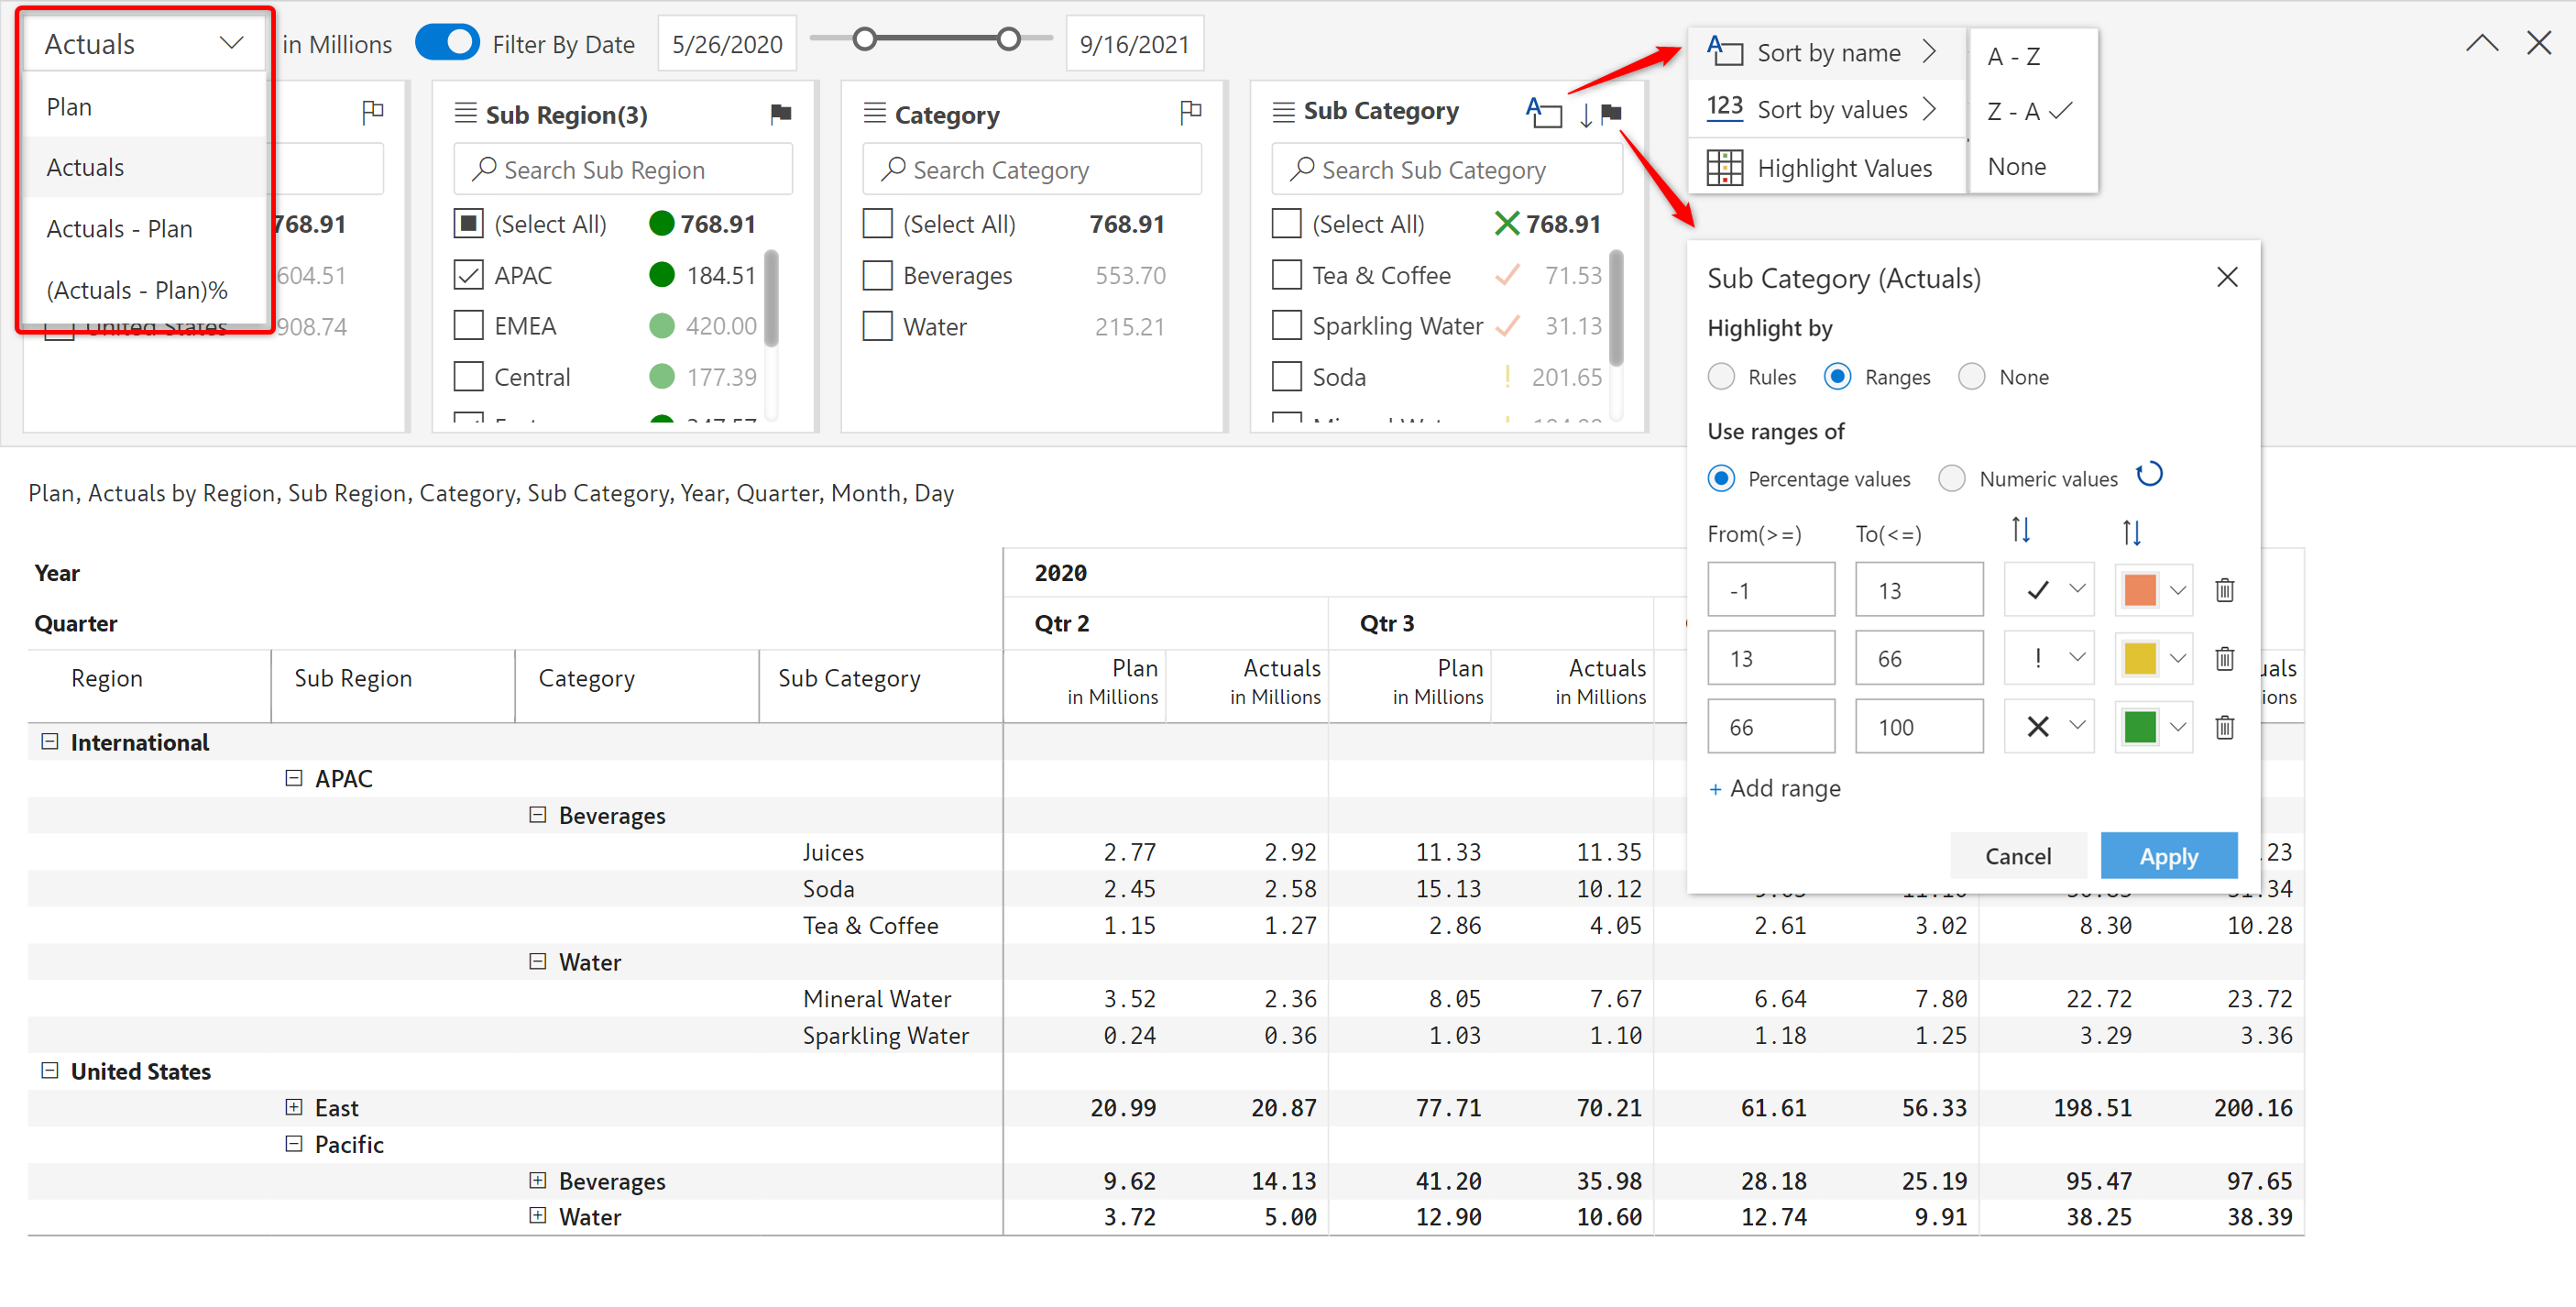 Actuals
in Millions
Filter By Date
5/26/2020
9/16/2021
Plan
Actuals
Actuals - Plan
(Actuals - Plan)%
United States
768.91
604.51
908.74
Sub Region(3)
Search Sub Region
(Select All) 768.91
APAC 184.51
EMEA 420.00
Central 177.39
Category
Search Category
(Select All) 768.91
Beverages 553.70
Water 215.21
Sub Category
Search Sub Category
(Select All) 768.91
Tea & Coffee 71.53
Sparkling Water 31.13
Soda ! 201.65
A Sort by name
123 Sort by values
Highlight Values
A - Z
Z - A
None
Sub Category (Actuals)
Highlight by
Rules Ranges None
Use ranges of
Percentage values Numeric values
From(>=) To(<=)
-1 13
13 66 !
66 100
+ Add range
Cancel Apply
Plan, Actuals by Region, Sub Region, Category, Sub Category, Year, Quarter, Month, Day
Year 2020
Quarter Qtr 2 Qtr 3
Region Sub Region Category Sub Category Plan Actuals Plan Actuals
in Millions in Millions in Millions in Millions
International
APAC
Beverages
Juices 2.77 2.92 11.33 11.35 .23
Soda 2.45 2.58 15.13 10.12 .34
Tea & Coffee 1.15 1.27 2.86 4.05 2.61 3.02 8.30 10.28
Water
Mineral Water 3.52 2.36 8.05 7.67 6.64 7.80 22.72 23.72
Sparkling Water 0.24 0.36 1.03 1.10 1.18 1.25 3.29 3.36
United States
East 20.99 20.87 77.71 70.21 61.61 56.33 198.51 200.16
Pacific
Beverages 9.62 14.13 41.20 35.98 28.18 25.19 95.47 97.65
Water 3.72 5.00 12.90 10.60 12.74 9.91 38.25 38.39